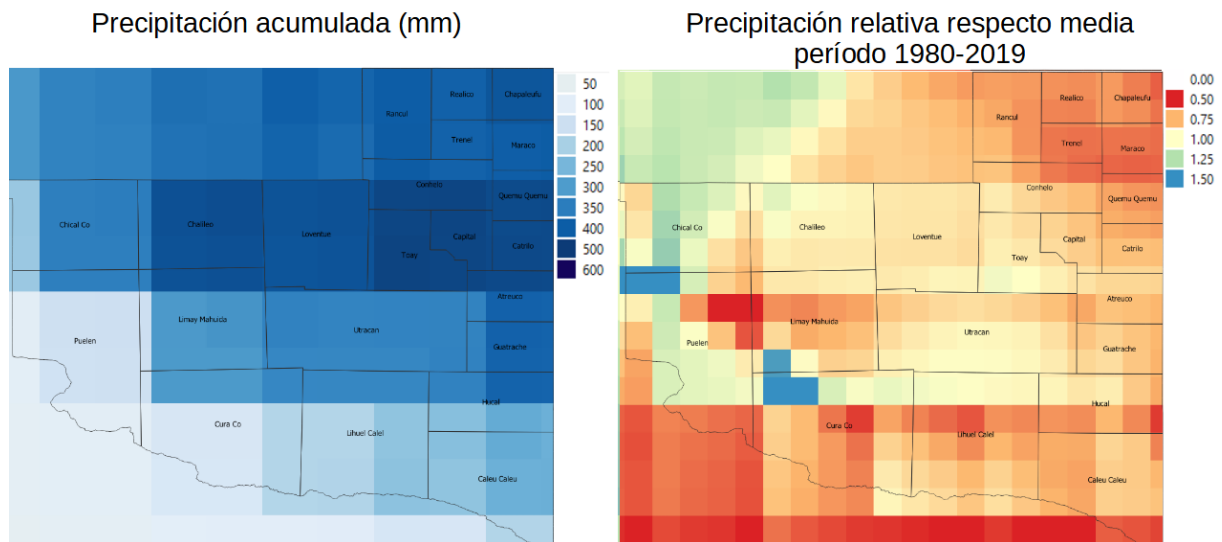 Precipitación acumulada (mm)
Precipitación relativa respecto media
período 1980-2019
Realico
Chapaleufu
Rancul
Trenel
Maraco
Conhelo
Quemu Quemu
Chical Co
Chalileo
Loventue
Capital
Toay
Catrilo
Atreuco
Limay Mahuida
Utracan
Puelen
Guatrache
Hucal
Cura Co
Lihuel Calel
Caleu Caleu
50
100
150
200
250
300
350
400
500
600
Realico
Chapaleufu
Rancul
Trenel
Maraco
Conhelo
Quemu Quemu
Chical Co
Chalileo
Loventue
Capital
Toay
Catrilo
Atreuco
Limay Mahuida
Utracan
Puelen
Guatrache
Hucal
Cura Co
Lihuel Calel
Caleu Caleu
0.00
0.50
0.75
1.00
1.25
1.50